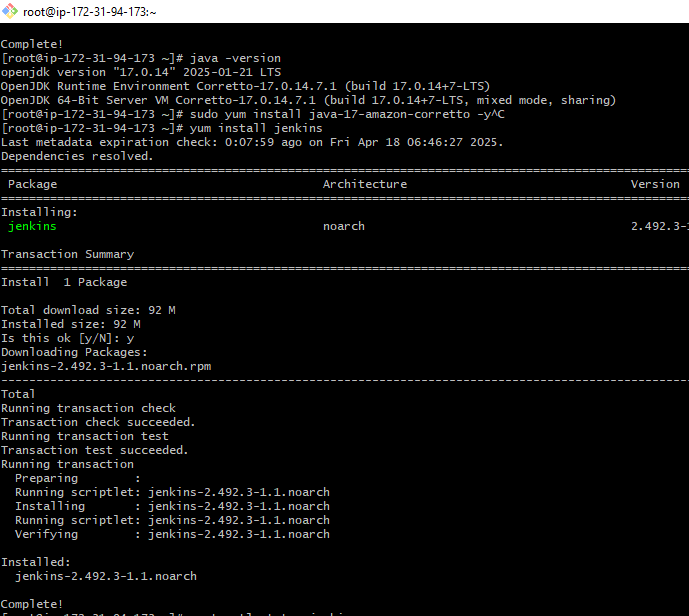 root@ip-172-31-94-173:~
Complete!
[root@ip-172-31-94-173 ~]# java -version
openjdk version "17.0.14" 2025-01-21 LTS
OpenJDK Runtime Environment Corretto-17.0.14.7.1 (build 17.0.14+7-LTS)
OpenJDK 64-Bit Server VM Corretto-17.0.14.7.1 (build 17.0.14+7-LTS, mixed mode, sharing)
[root@ip-172-31-94-173 ~]# sudo yum install java-17-amazon-corretto -y^C
[root@ip-172-31-94-173 ~]# yum install jenkins
Last metadata expiration check: 0:07:59 ago on Fri Apr 18 06:46:27 2025.
Dependencies resolved.
Package Architecture Version
Installing:
jenkins noarch 2.492.3-1
Transaction Summary
Install  1 Package
Total download size: 92 M
Installed size: 92 M
Is this ok [y/N]: y
Downloading Packages:
jenkins-2.492.3-1.1.noarch.rpm
Total
Running transaction check
Transaction check succeeded.
Running transaction test
Transaction test succeeded.
Running transaction
Preparing        :
Running scriptlet: jenkins-2.492.3-1.1.noarch
Installing       : jenkins-2.492.3-1.1.noarch
Running scriptlet: jenkins-2.492.3-1.1.noarch
Verifying        : jenkins-2.492.3-1.1.noarch
Installed:
jenkins-2.492.3-1.1.noarch
Complete!